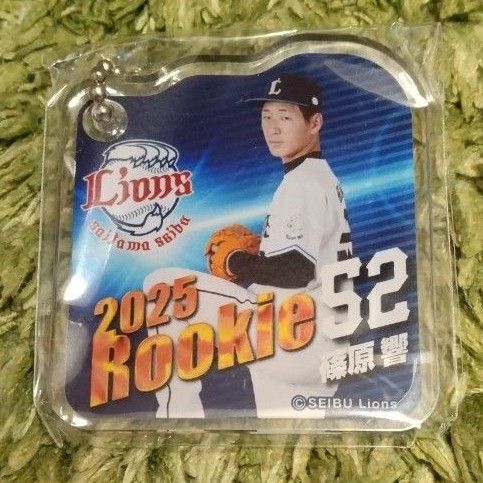 Lions
saitama seibu
L
2025
Rookie
52
篠原 響
©SEIBU Lions